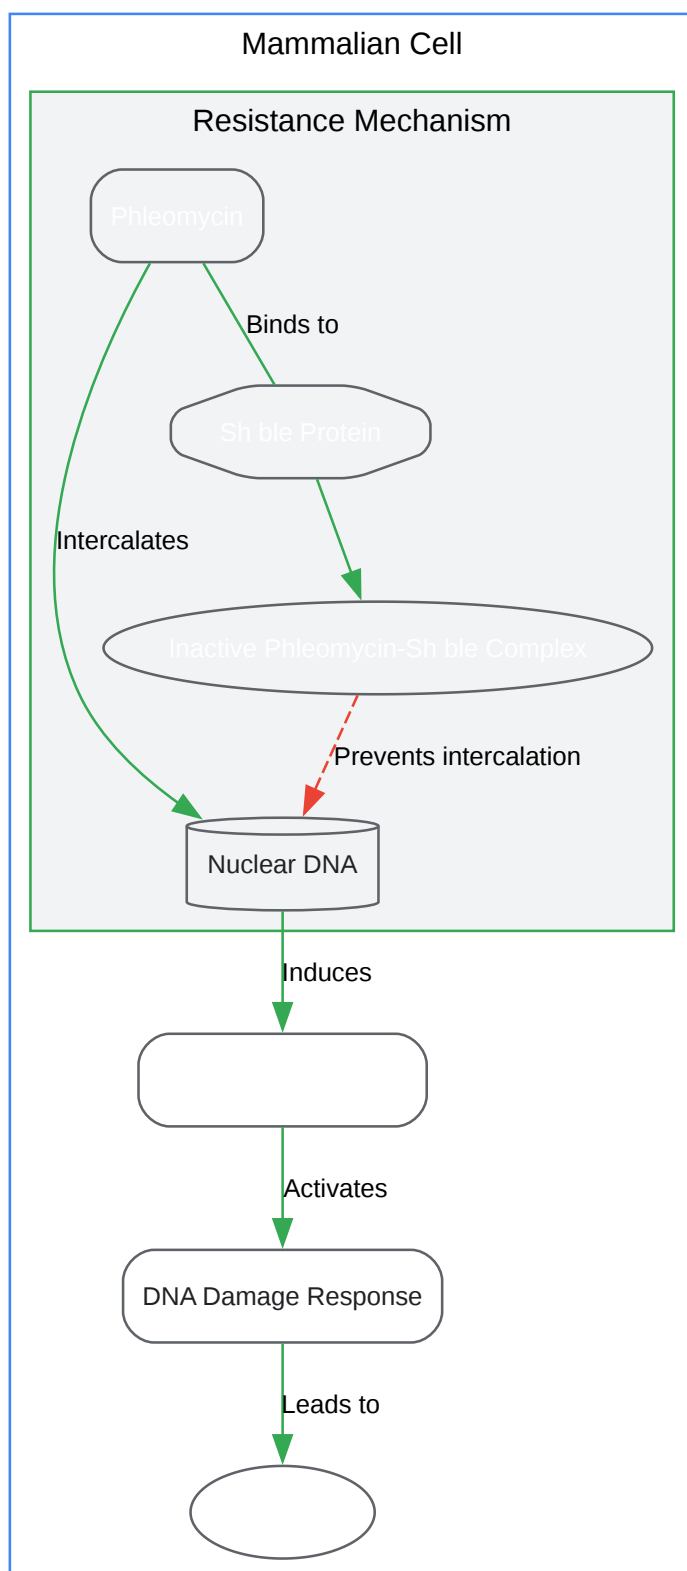 Mammalian Cell
Resistance Mechanism
Phleomycin
Binds to
Sh ble Protein
Intercalates
Inactive Phleomycin-Sh ble Complex
Prevents intercalation
Nuclear DNA
Induces
Activates
DNA Damage Response
Leads to